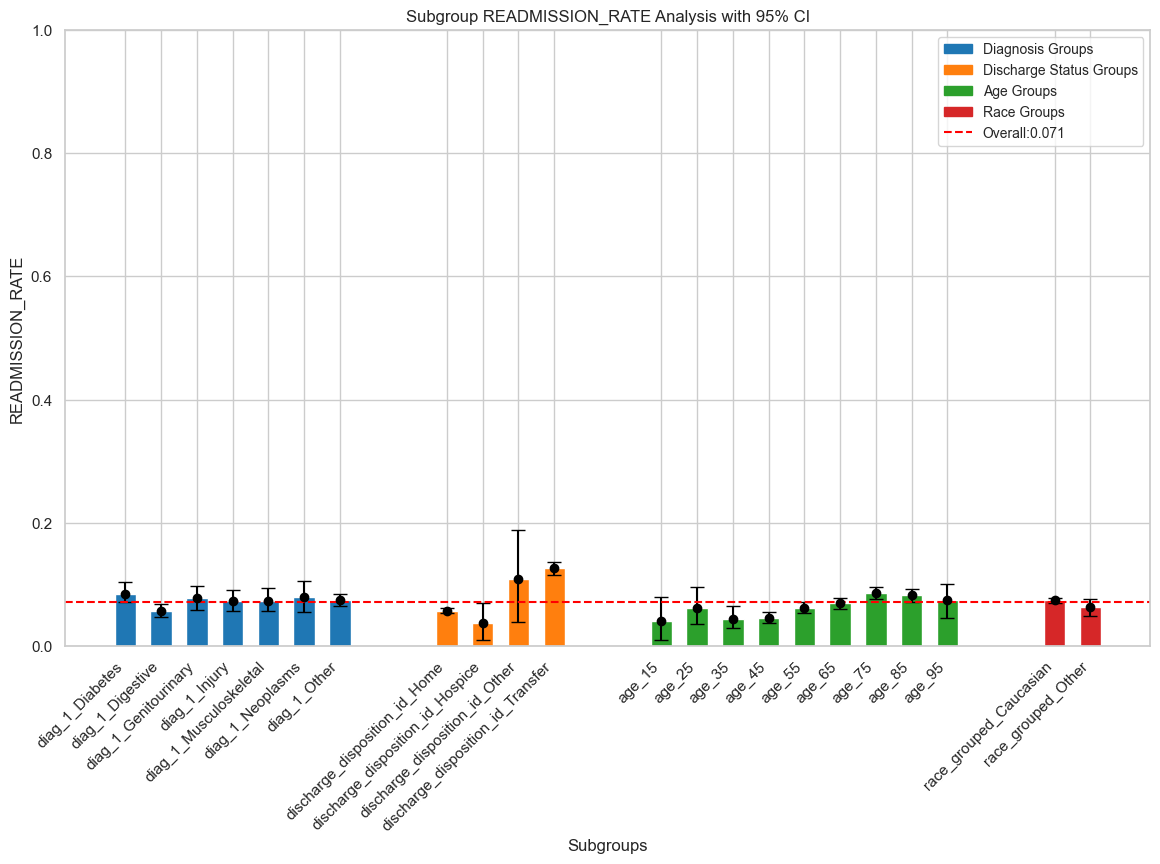 Subgroup READMISSION_RATE Analysis with 95% CI
Diagnosis Groups
Discharge Status Groups
Age Groups
Race Groups
Overall:0.071
READMISSION_RATE
1.0
0.8
0.6
0.4
0.2
0.0
diag_1_Diabetes
diag_1_Digestive
diag_1_Genitourinary
diag_1_Injury
diag_1_Musculoskeletal
diag_1_Neoplasms
diag_1_Other
discharge_disposition_id_Home
discharge_disposition_id_Hospice
discharge_disposition_id_Other
discharge_disposition_id_Transfer
age_15
age_25
age_35
age_45
age_55
age_65
age_75
age_85
age_95
race_grouped_Caucasian
race_grouped_Other
Subgroups